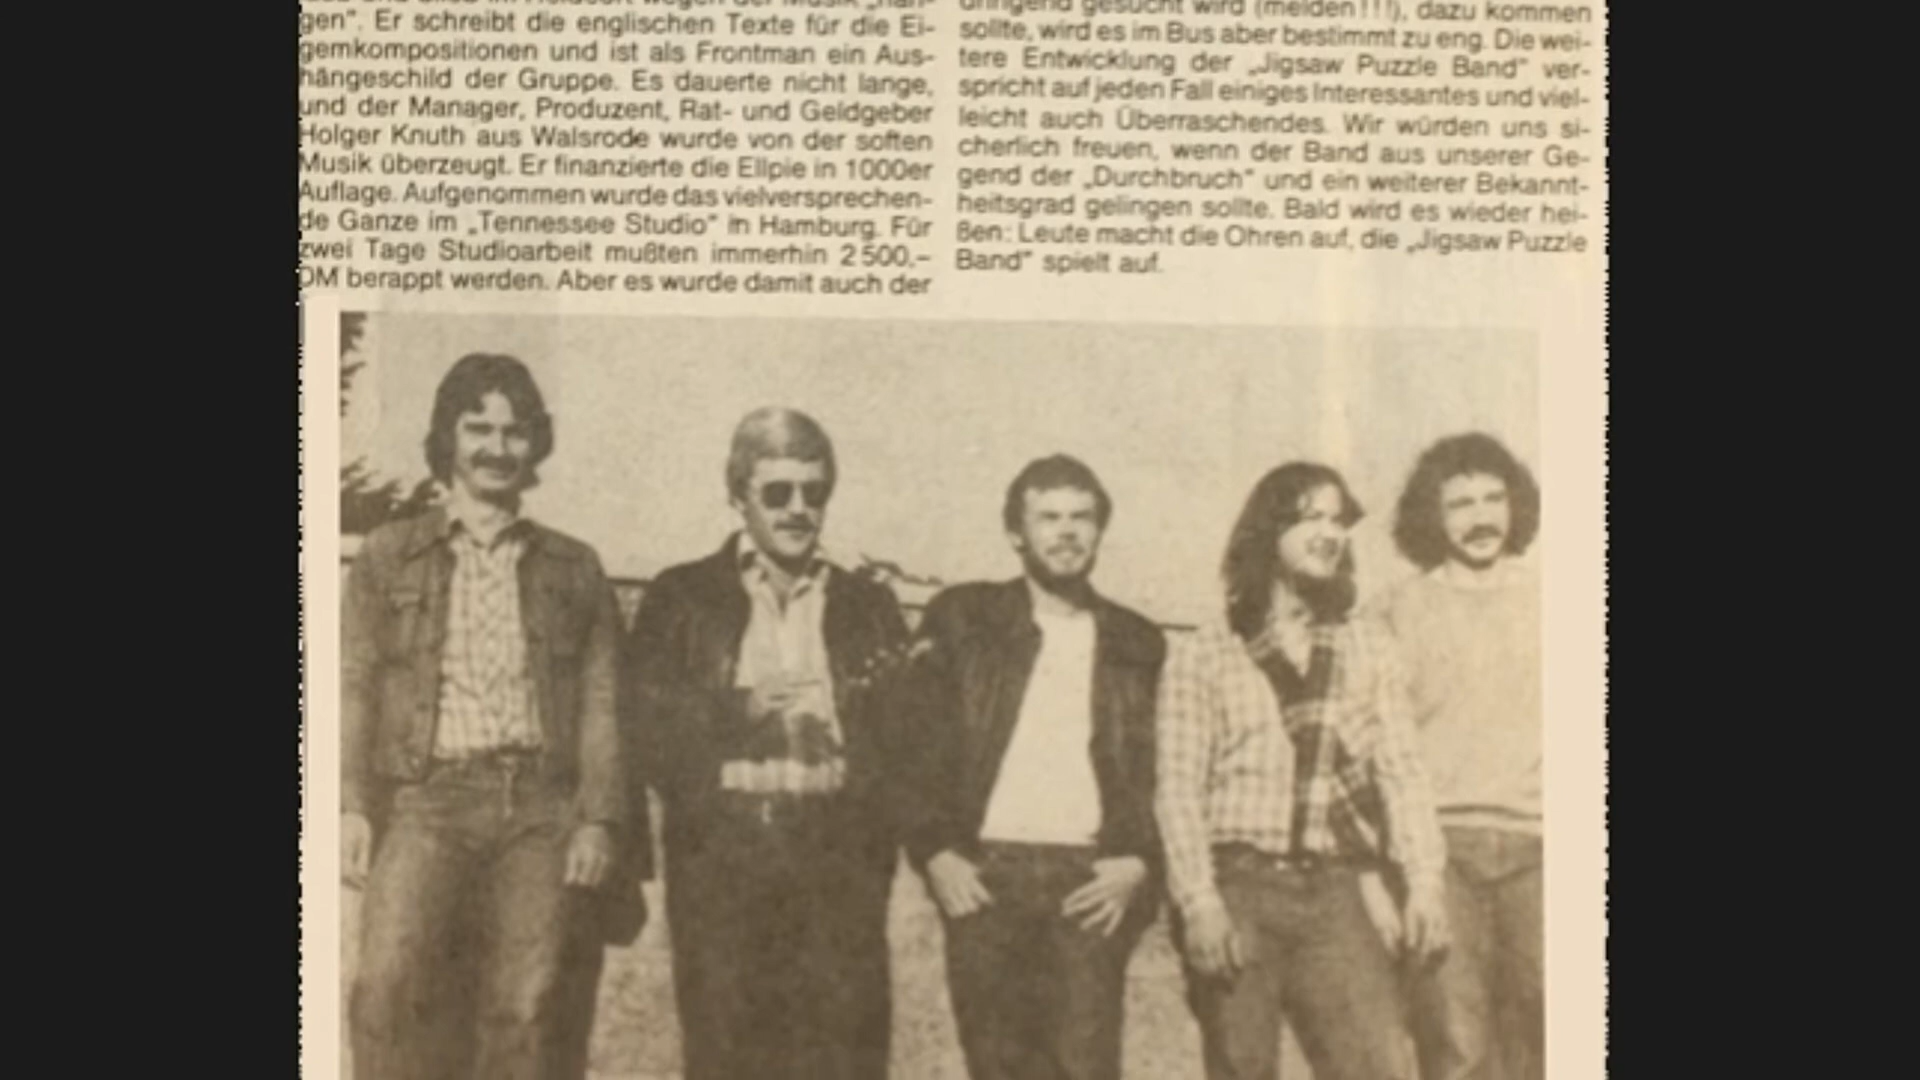 gen". Er schreibt die englischen Texte für die Ei-
gemkompositionen und ist als Frontman ein Aus-
hängeschild der Gruppe. Es dauerte nicht lange,
und der Manager, Produzent, Rat- und Geldgeber
Holger Knuth aus Walsrode wurde von der soften
Musik überzeugt. Er finanzierte die Ellpie in 1000er
Auflage. Aufgenommen wurde das vielversprechen-
de Ganze im „Tennessee Studio" in Hamburg. Für
zwei Tage Studioarbeit mußten immerhin 2500,–
DM berappt werden. Aber es wurde damit auch der
dringend gesucht wird (melden!!!), dazu kommen
sollte, wird es im Bus aber bestimmt zu eng. Die wei-
tere Entwicklung der „Jigsaw Puzzle Band" ver-
spricht auf jeden Fall einiges Interessantes und viel-
leicht auch Überraschendes. Wir würden uns si-
cherlich freuen, wenn der Band aus unserer Ge-
gend der „Durchbruch" und ein weiterer Bekannt-
heitsgrad gelingen sollte. Bald wird es wieder hei-
ßen: Leute macht die Ohren auf, die „Jigsaw Puzzle
Band" spielt auf.